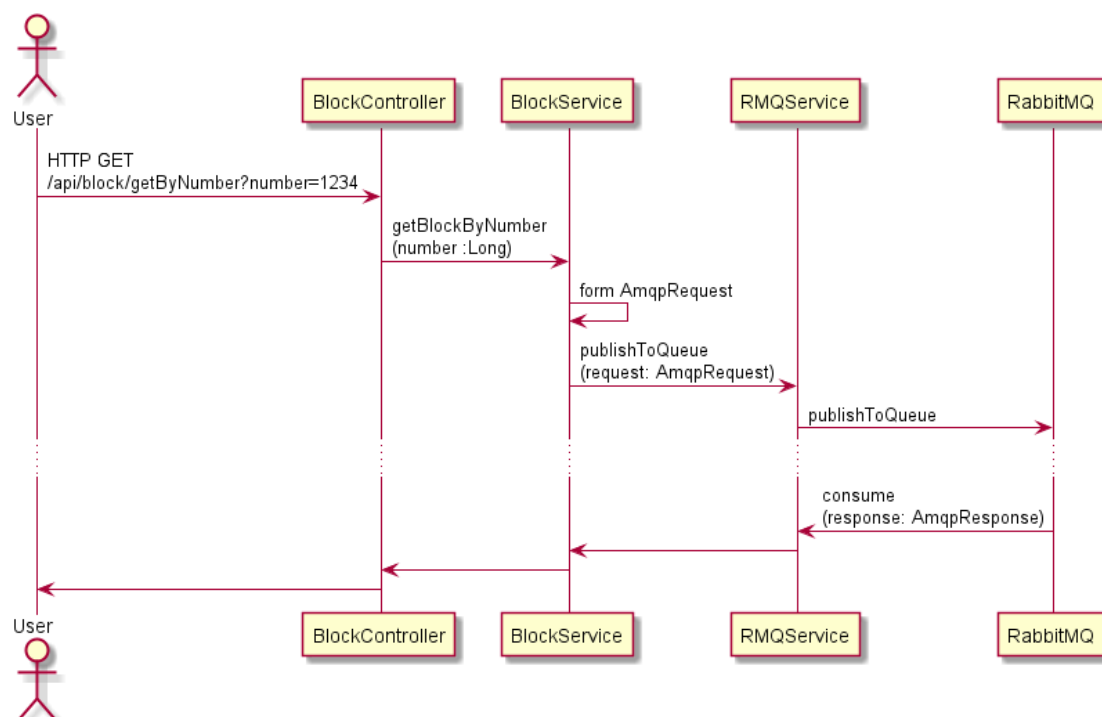 User
BlockController
BlockService
RMQService
RabbitMQ
HTTP GET
/api/block/getByNumber?number=1234
getBlockByNumber
(number :Long)
form AmqpRequest
publishToQueue
(request: AmqpRequest)
publishToQueue
consume
(response: AmqpResponse)
User
BlockController
BlockService
RMQService
RabbitMQ